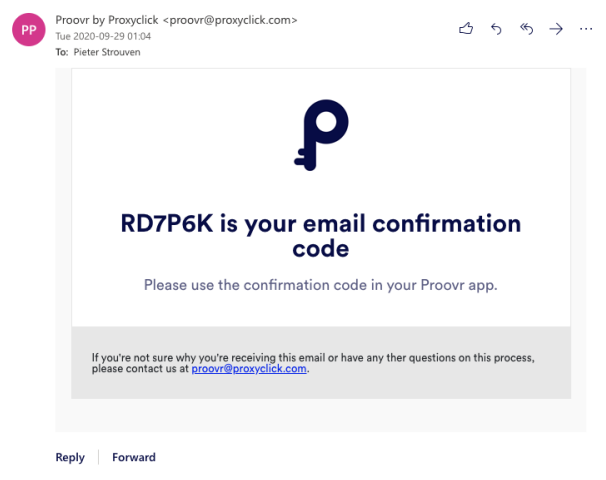 PP
Proovr by Proxyclick <proovr@proxyclick.com>
Tue 2020-09-29 01:04
To: Pieter Strouven
RD7P6K is your email confirmation
code
Please use the confirmation code in your Proovr app.
If you're not sure why you're receiving this email or have any ther questions on this process,
please contact us at proovr@proxyclick.com.
Reply
Forward